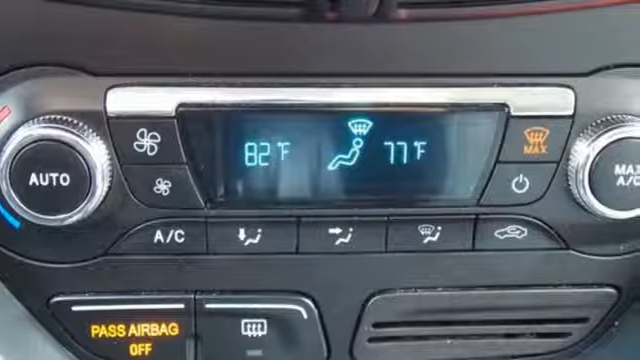 82°F 77°F
MAX
AUTO
MAX
A/C
A/C
PASS AIRBAG
OFF